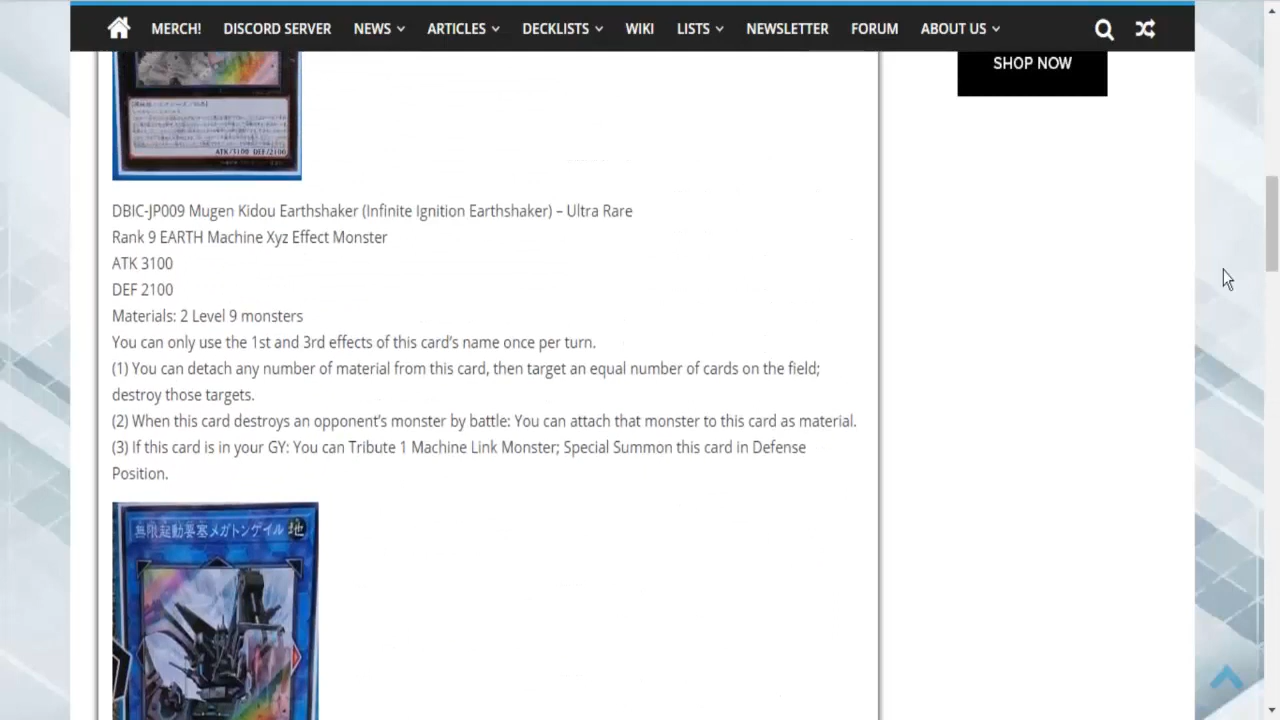 MERCH! DISCORD SERVER NEWS ARTICLES DECKLISTS WIKI LISTS NEWSLETTER FORUM ABOUT US
SHOP NOW
ATK/3100 DEF/2100
DBIC-JP009 Mugen Kidou Earthshaker (Infinite Ignition Earthshaker) – Ultra Rare
Rank 9 EARTH Machine Xyz Effect Monster
ATK 3100
DEF 2100
Materials: 2 Level 9 monsters
You can only use the 1st and 3rd effects of this card’s name once per turn.
(1) You can detach any number of material from this card, then target an equal number of cards on the field;
destroy those targets.
(2) When this card destroys an opponent’s monster by battle: You can attach that monster to this card as material.
(3) If this card is in your GY: You can Tribute 1 Machine Link Monster; Special Summon this card in Defense
Position.
無限起動要塞メガトンゲイル 地